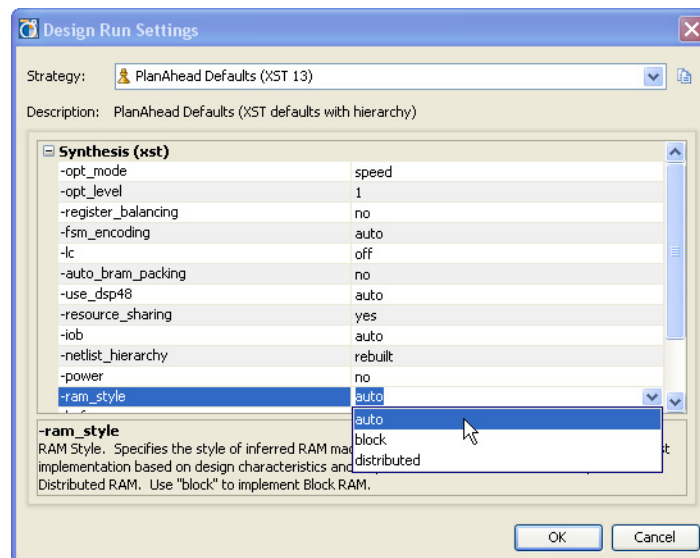 Design Run Settings
Strategy: PlanAhead Defaults (XST 13)
Description: PlanAhead Defaults (XST defaults with hierarchy)
Synthesis (xst)
-opt_mode speed
-opt_level 1
-register_balancing no
-fsm_encoding auto
-lc off
-auto_bram_packing no
-use_dsp48 auto
-resource_sharing yes
-iob auto
-netlist_hierarchy rebuilt
-power no
-ram_style auto
auto
block
distributed
-ram_style
RAM Style. Specifies the style of inferred RAM
implementation based on design characteristics and
Distributed RAM. Use "block" to implement Block RAM.
OK Cancel